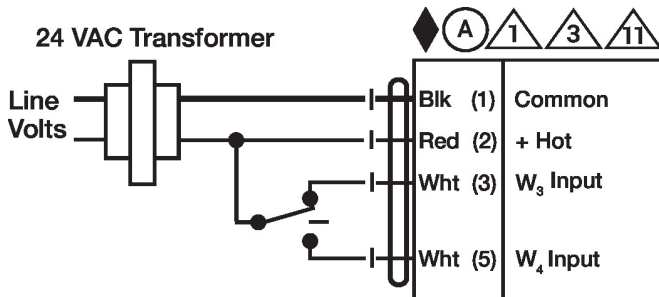 24 VAC Transformer
A 1 3 11
Line
Volts
Blk (1) Common
Red (2) + Hot
Wht (3) W3 Input
Wht (5) W4 Input